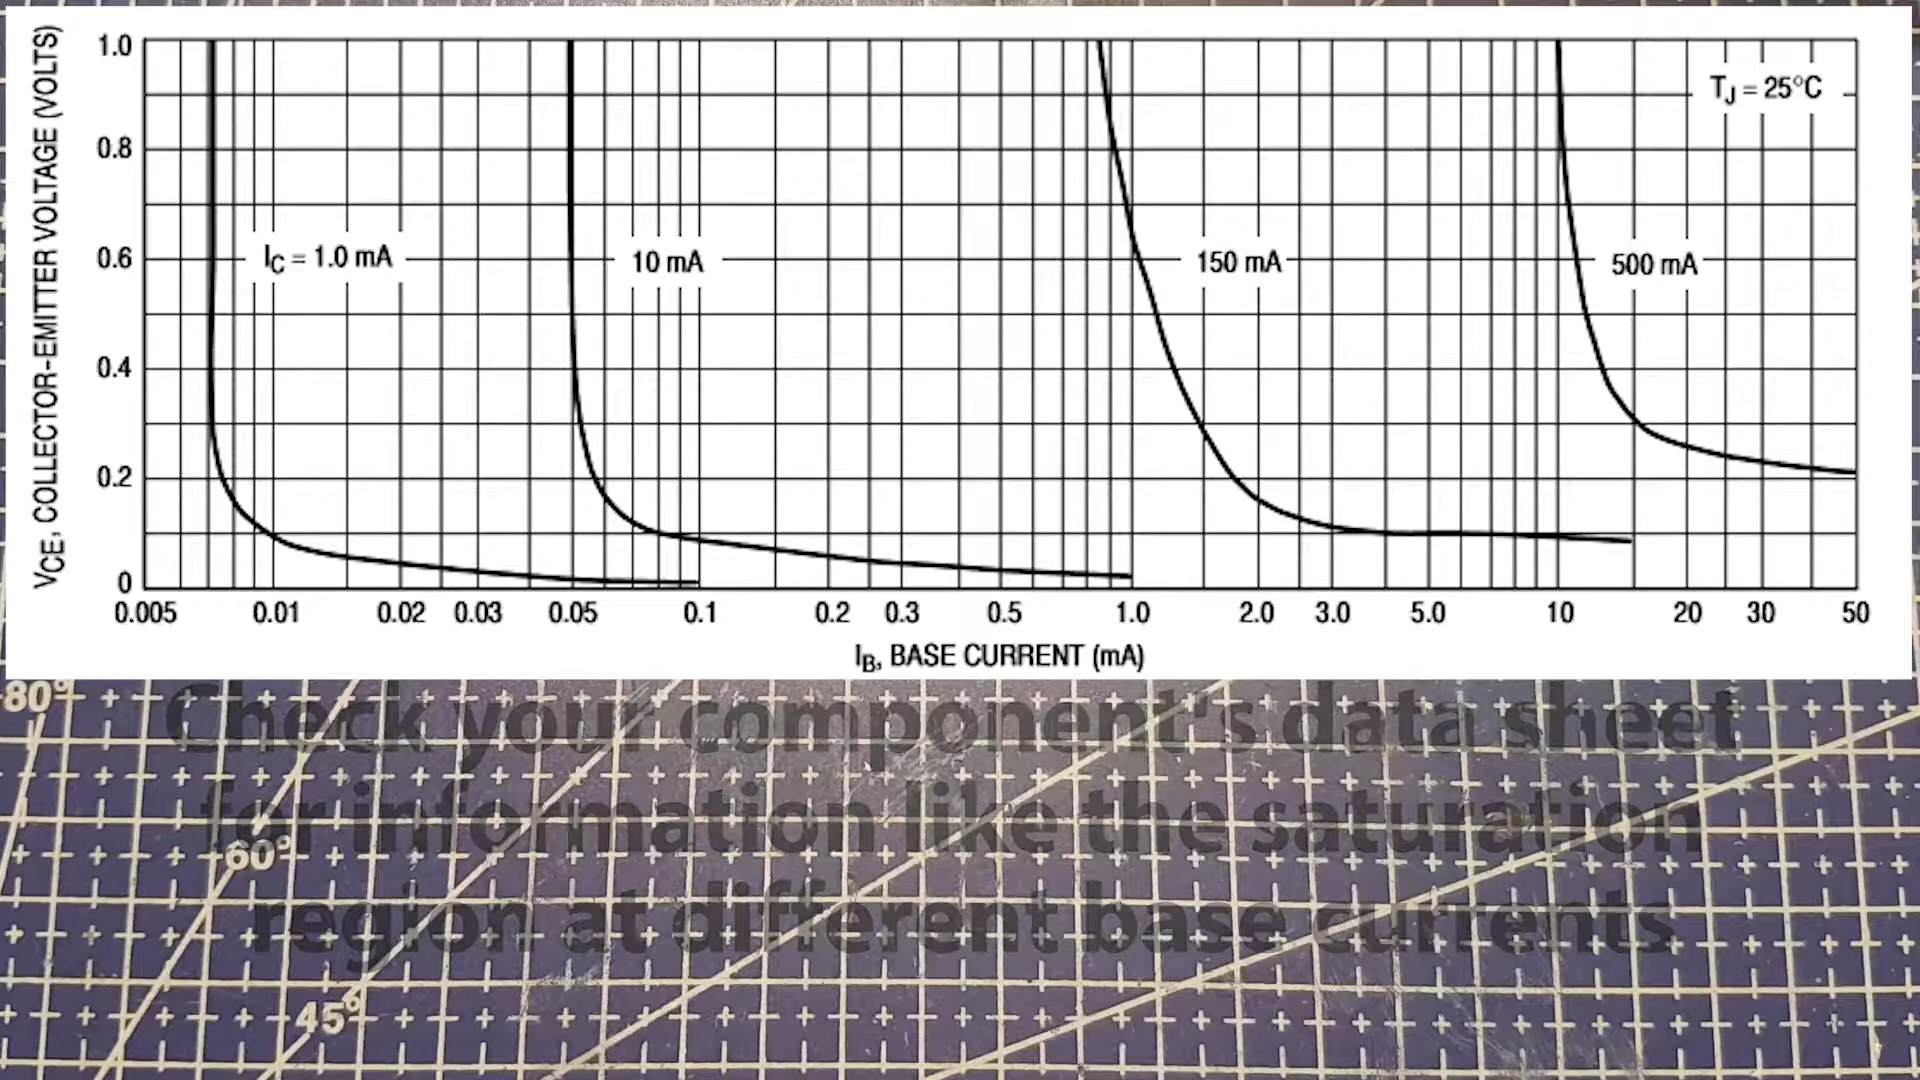 VCE, COLLECTOR-EMITTER VOLTAGE (VOLTS)
1.0
0.8
0.6
0.4
0.2
0
TJ = 25°C
IC = 1.0 mA
10 mA
150 mA
500 mA
0.005 0.01 0.02 0.03 0.05 0.1 0.2 0.3 0.5 1.0 2.0 3.0 5.0 10 20 30 50
IB, BASE CURRENT (mA)
80°
Check your component's data sheet
for information like the saturation
60°
region at different base currents
45°